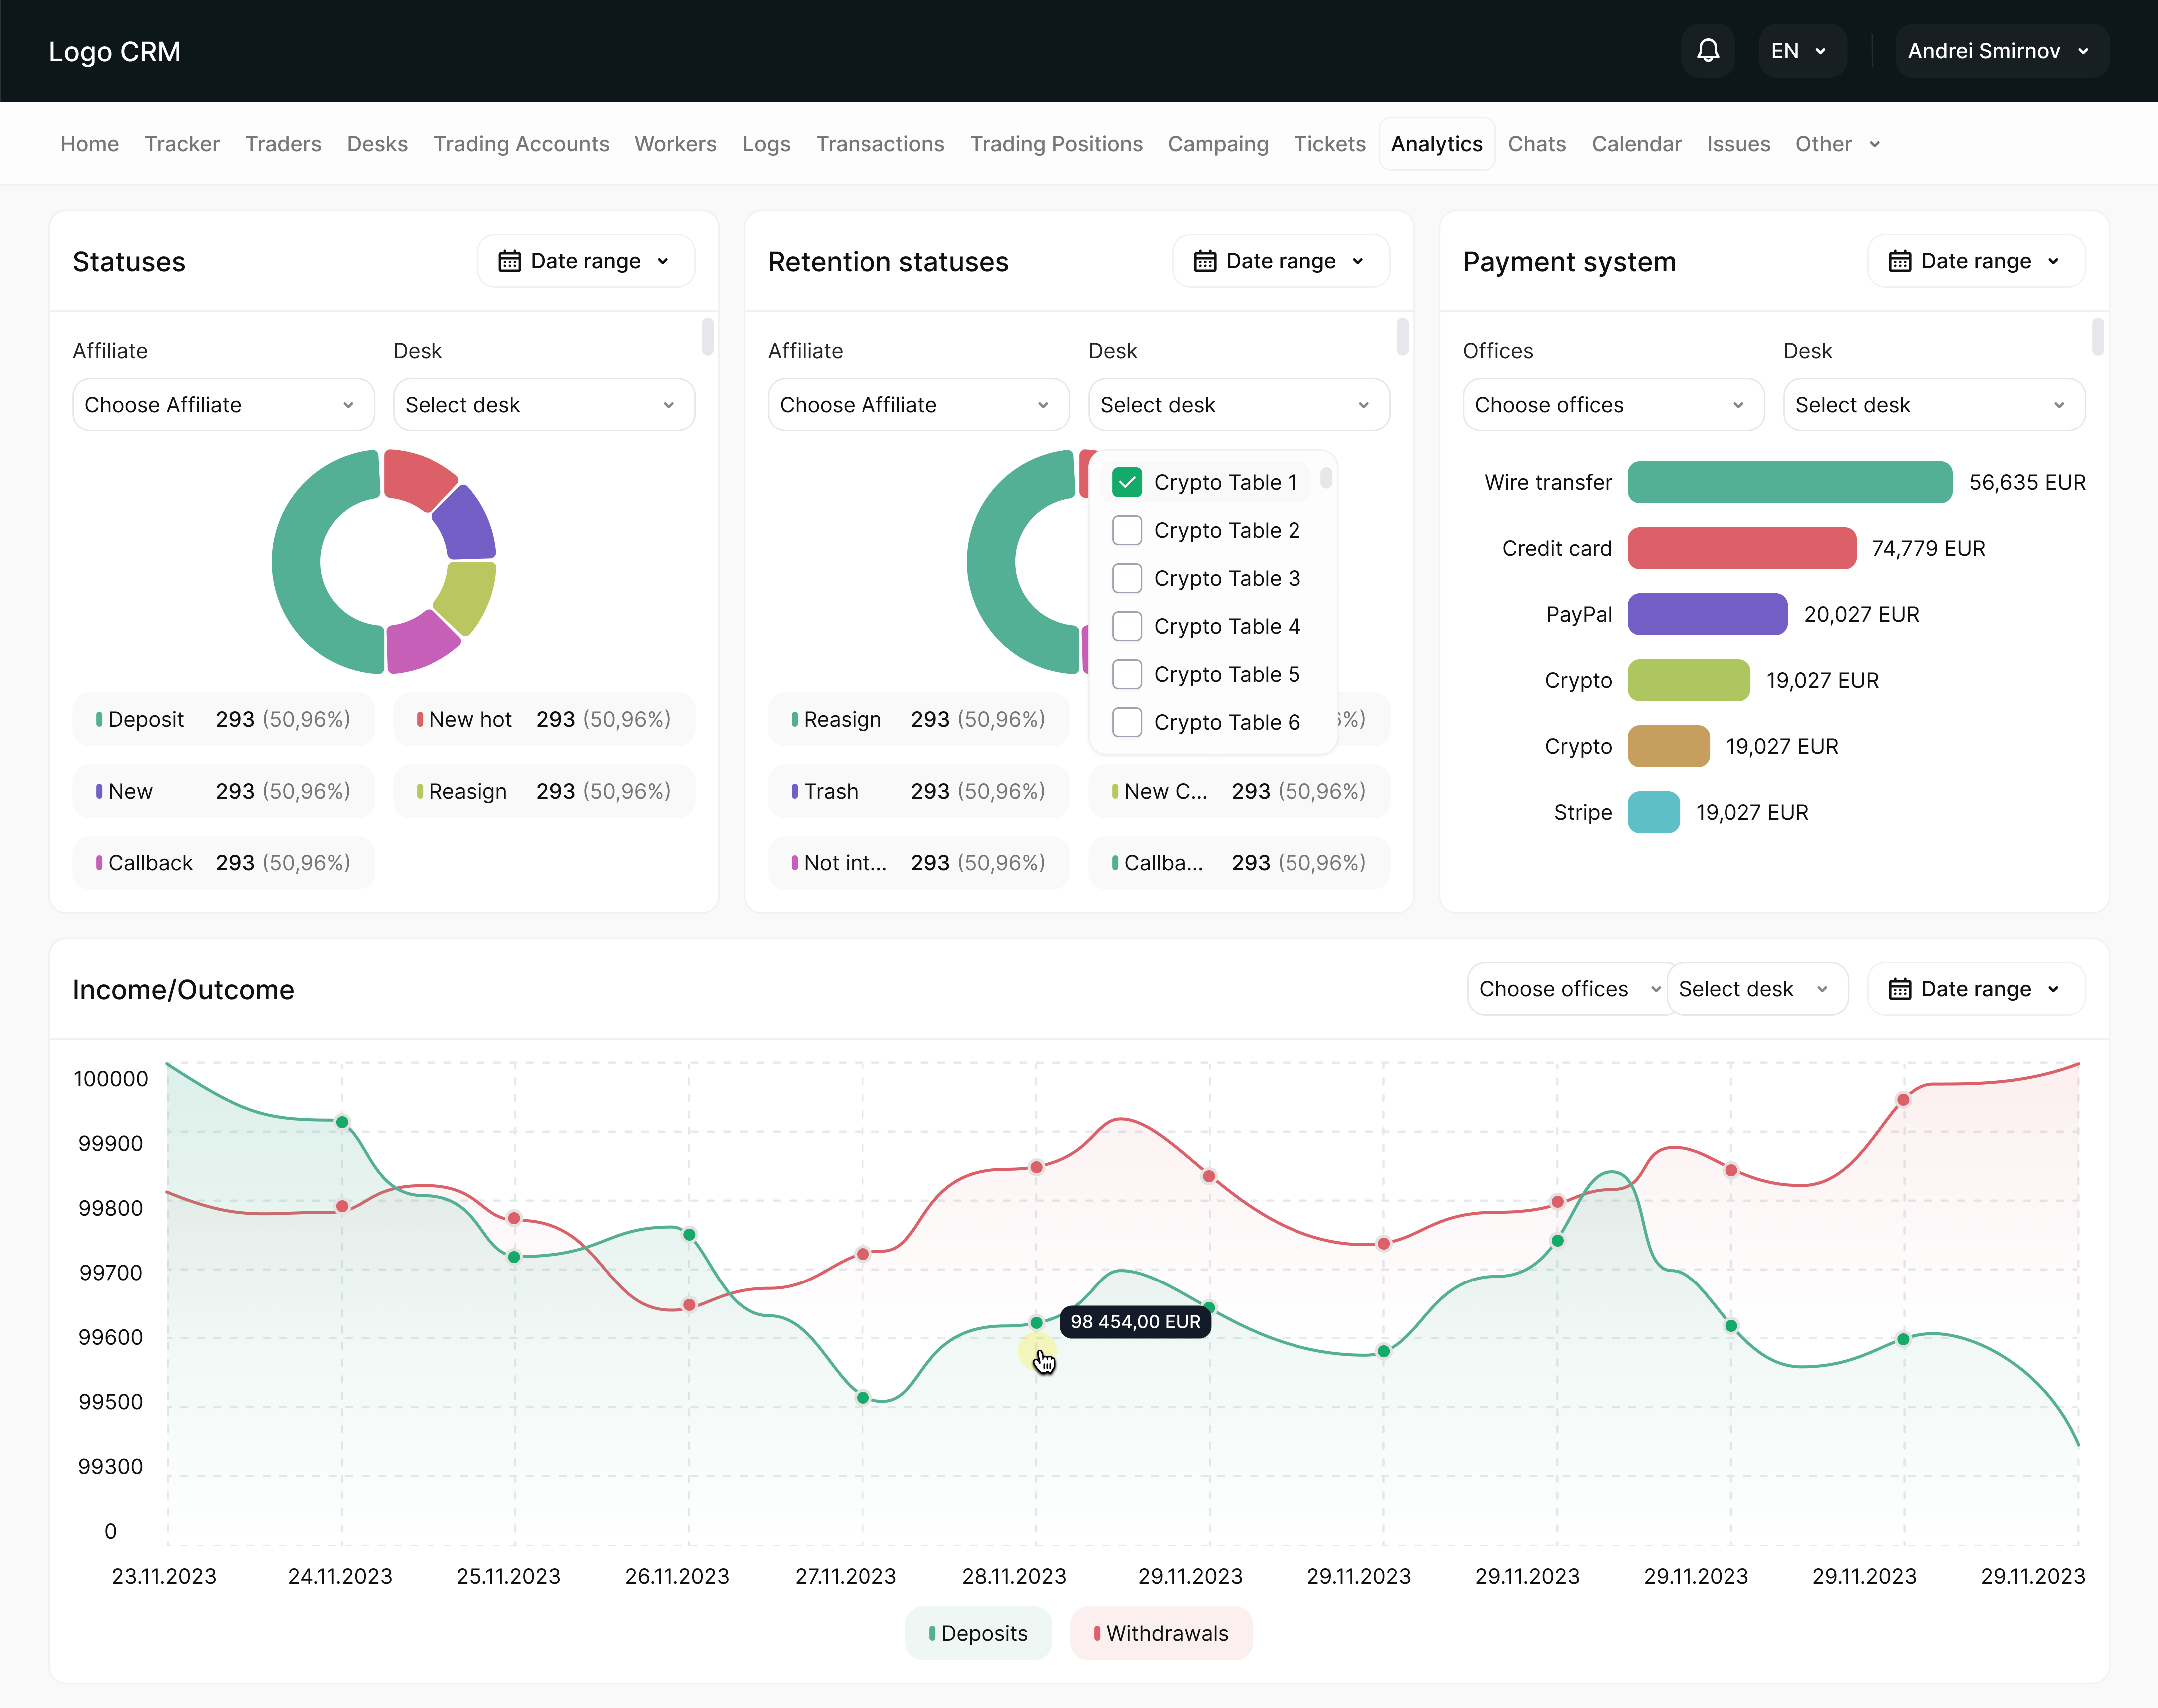 Logo CRM
EN
Andrei Smirnov
Home Tracker Traders Desks Trading Accounts Workers Logs Transactions Trading Positions Campaing Tickets Analytics Chats Calendar Issues Other
Statuses
Date range
Affiliate
Desk
Choose Affiliate
Select desk
Deposit 293 (50,96%)
New hot 293 (50,96%)
New 293 (50,96%)
Reasign 293 (50,96%)
Callback 293 (50,96%)
Retention statuses
Date range
Affiliate
Desk
Choose Affiliate
Select desk
Crypto Table 1
Crypto Table 2
Crypto Table 3
Crypto Table 4
Crypto Table 5
Crypto Table 6
Reasign 293 (50,96%)
%)
Trash 293 (50,96%)
New C... 293 (50,96%)
Not int... 293 (50,96%)
Callba... 293 (50,96%)
Payment system
Date range
Offices
Desk
Choose offices
Select desk
Wire transfer 56,635 EUR
Credit card 74,779 EUR
PayPal 20,027 EUR
Crypto 19,027 EUR
Crypto 19,027 EUR
Stripe 19,027 EUR
Income/Outcome
Choose offices
Select desk
Date range
100000
99900
99800
99700
99600
99500
99300
0
98 454,00 EUR
23.11.2023 24.11.2023 25.11.2023 26.11.2023 27.11.2023 28.11.2023 29.11.2023 29.11.2023 29.11.2023 29.11.2023 29.11.2023 29.11.2023
Deposits
Withdrawals